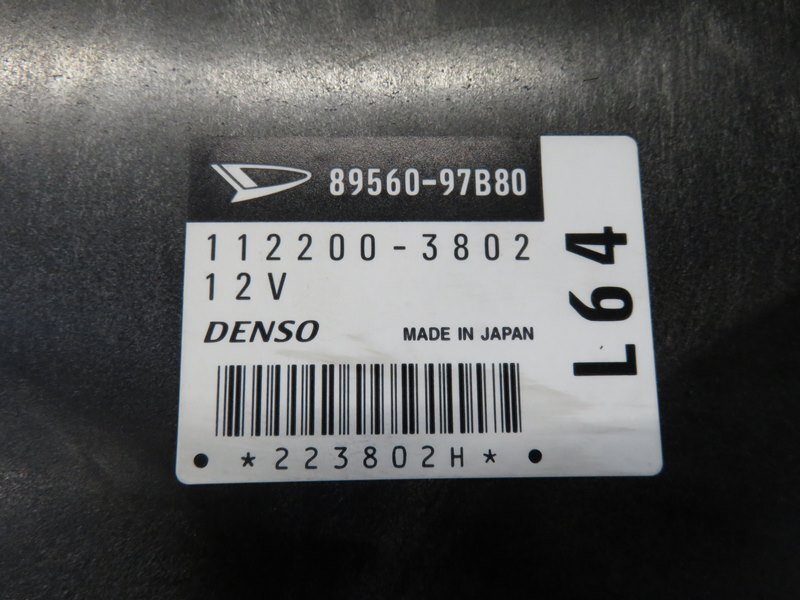 89560-97B80
112200-3802
12V
DENSO MADE IN JAPAN
*223802H*
L64